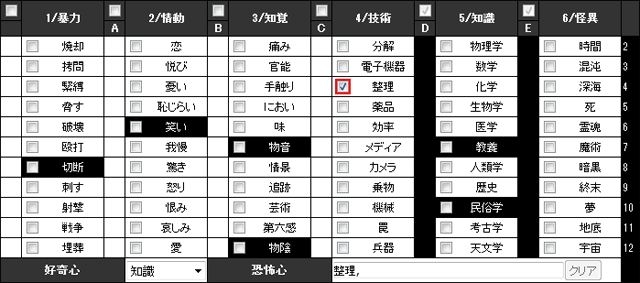 1/暴力 A 2/情動 B 3/知覚 C 4/技術 D 5/知識 E 6/怪異
焼却 恋 痛み 分解 物理学 時間 2
拷問 悦び 官能 電子機器 数学 混沌 3
緊縛 憂い 手触り 整理 化学 深海 4
脅す 恥じらい におい 薬品 生物学 死 5
破壊 笑い 味 効率 医学 霊魂 6
殴打 我慢 物音 メディア 教義 魔術 7
切断 驚き 情景 カメラ 人類学 暗黒 8
刺す 怒り 追跡 乗物 歴史 終末 9
射撃 恨み 芸術 機械 民俗学 夢 10
戦争 哀しみ 第六感 罠 考古学 地底 11
埋葬 愛 物陰 兵器 天文学 宇宙 12
好奇心 知識 恐怖心 整理, クリア